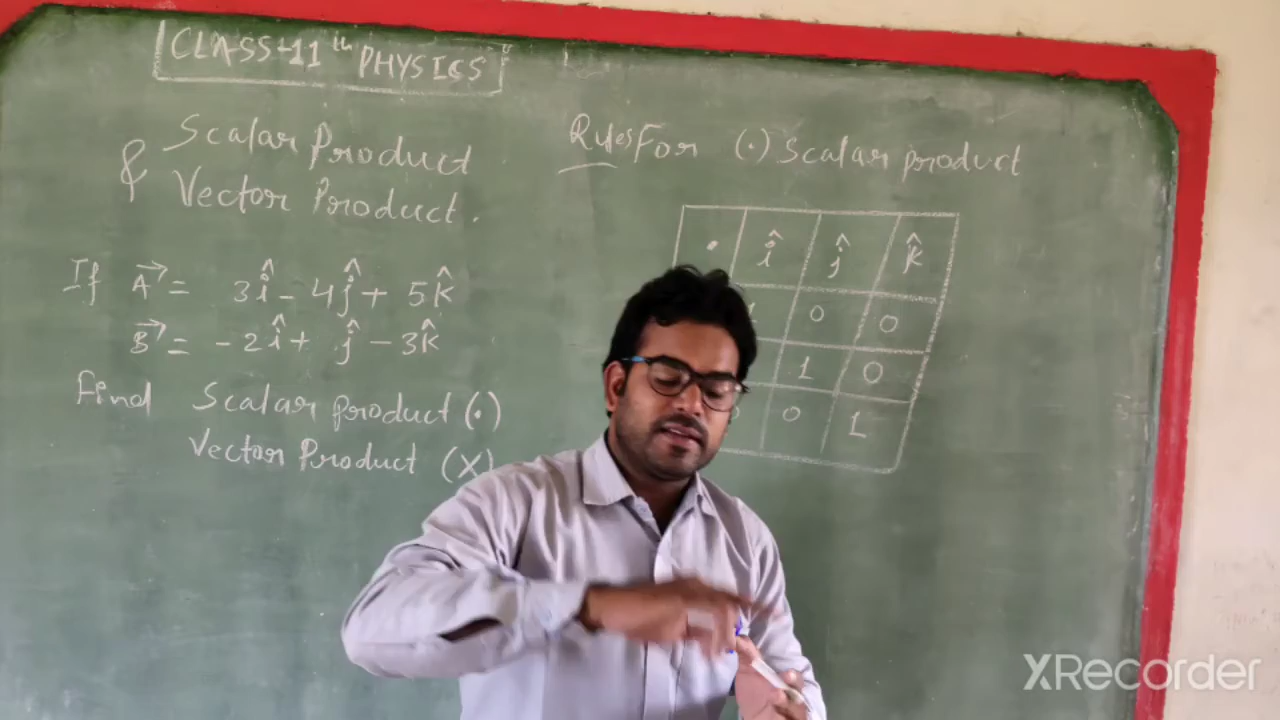 CLASS-11th PHYSICS
Scalar Product
& Vector Product.
If A⃗ = 3î - 4ĵ + 5k̂
B⃗ = -2î + ĵ - 3k̂
Find Scalar product (·)
Vector Product (X)
Rules For (·) Scalar product
· î ĵ k̂
0 0
1 0
0 1
XRecorder